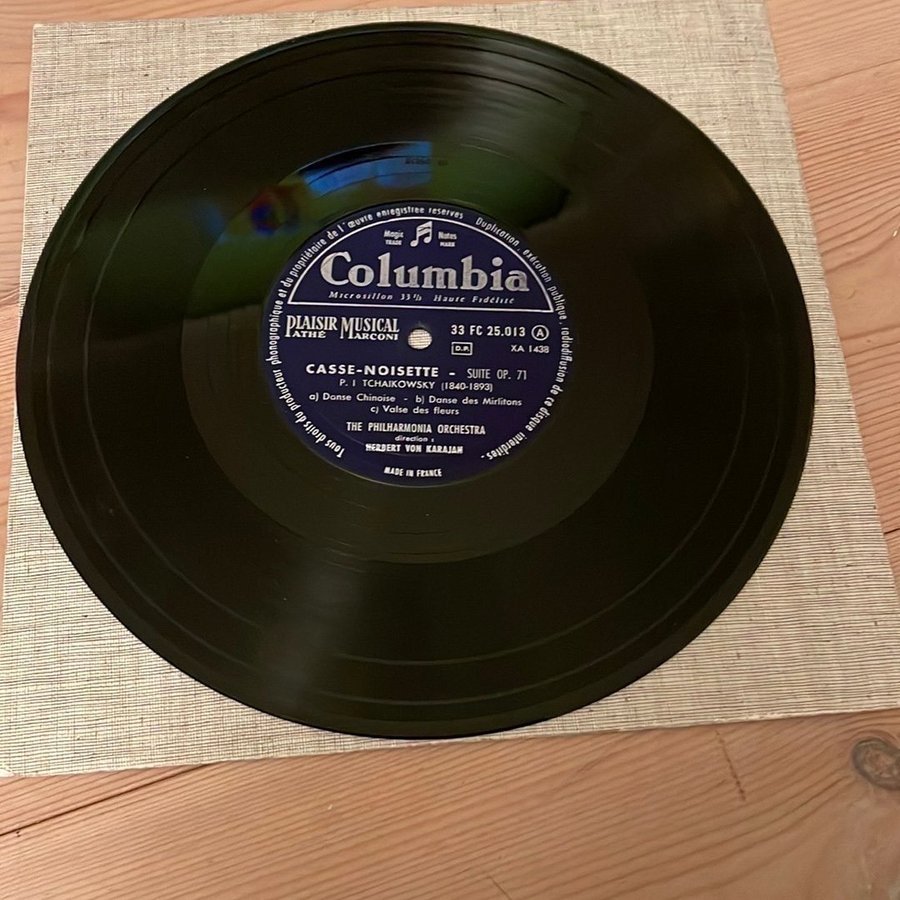 Tous droits du producteur phonographique et du propriétaire de l'œuvre enregistrée réservés - Duplication, exécution publique, radiodiffusion de ce disque interdites -
Magic Notes
TRADE MARK
Columbia
Microsillon 33 1/3 Haute Fidélité
PLAISIR MUSICAL
PATHÉ MARCONI
33 FC 25.013 A
D.P.
XA 1438
CASSE-NOISETTE - SUITE OP. 71
P. I TCHAIKOWSKY (1840-1893)
a) Danse Chinoise - b) Danse des Mirlitons
c) Valse des fleurs
THE PHILHARMONIA ORCHESTRA
direction :
HERBERT VON KARAJAN
MADE IN FRANCE